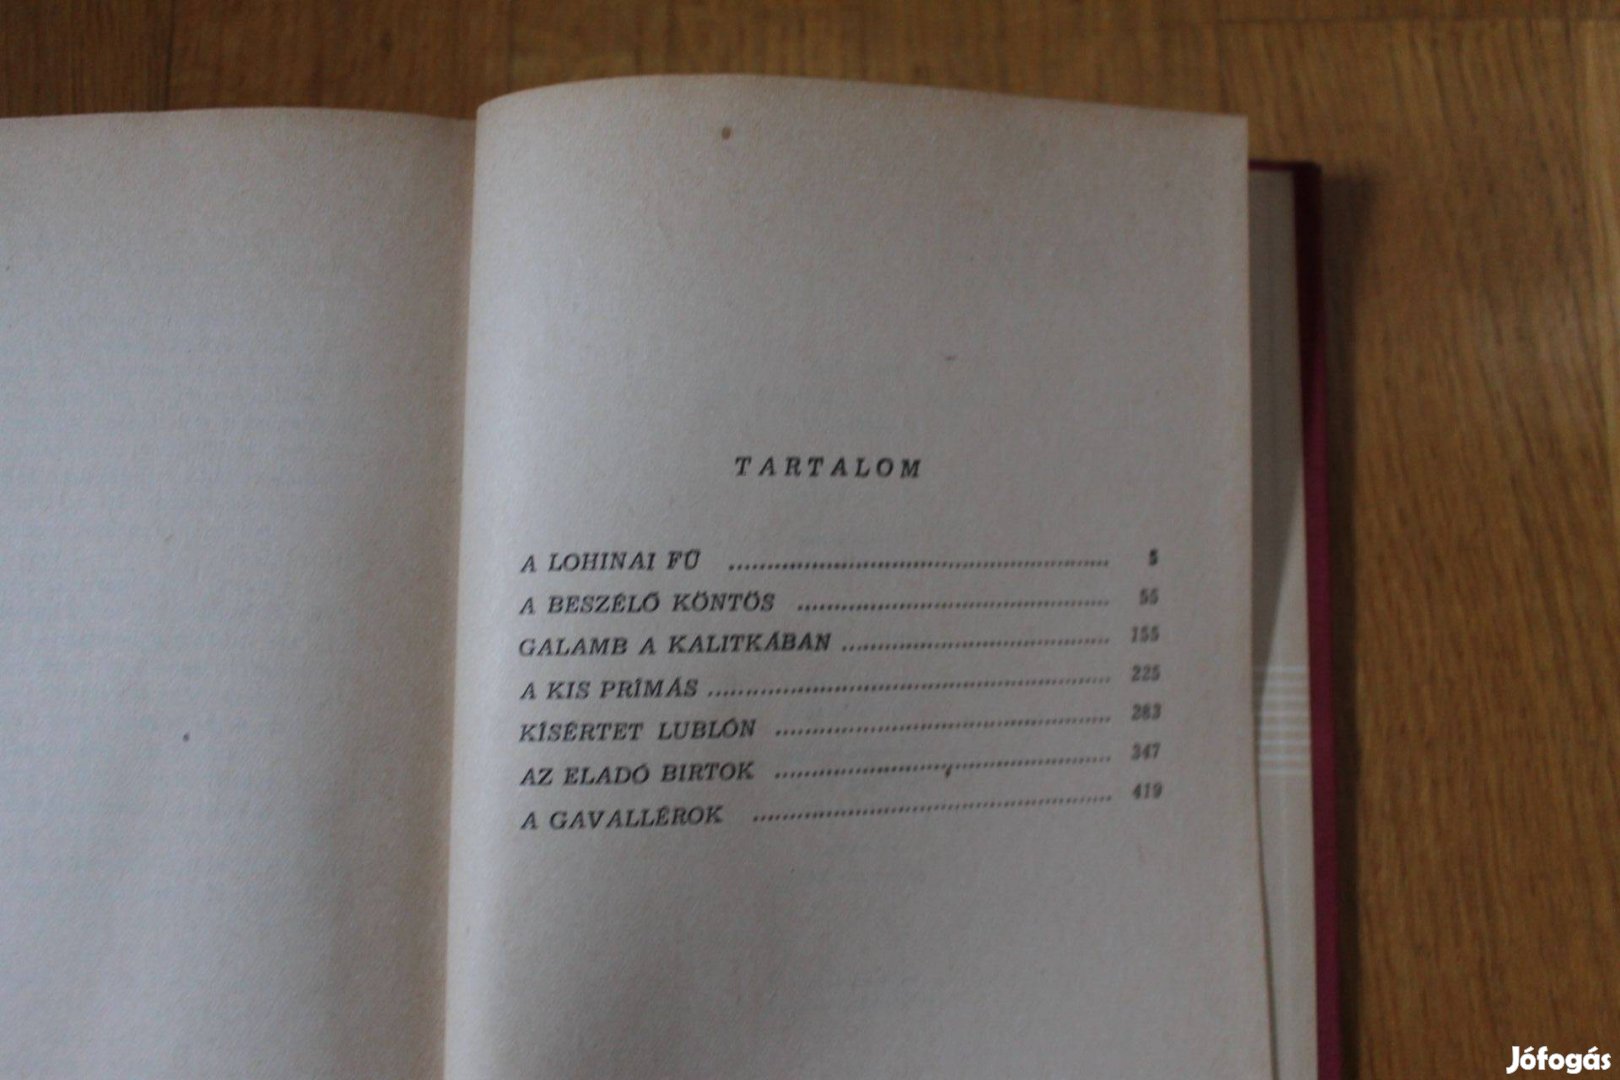 TARTALOM
A LOHINAI FŰ 5
A BESZÉLŐ KÖNTÖS 55
GALAMB A KALITKÁBAN 155
A KIS PRÍMÁS 225
KÍSÉRTET LUBLÓN 283
AZ ELADÓ BIRTOK 347
A GAVALLÉROK 419
Jófogás